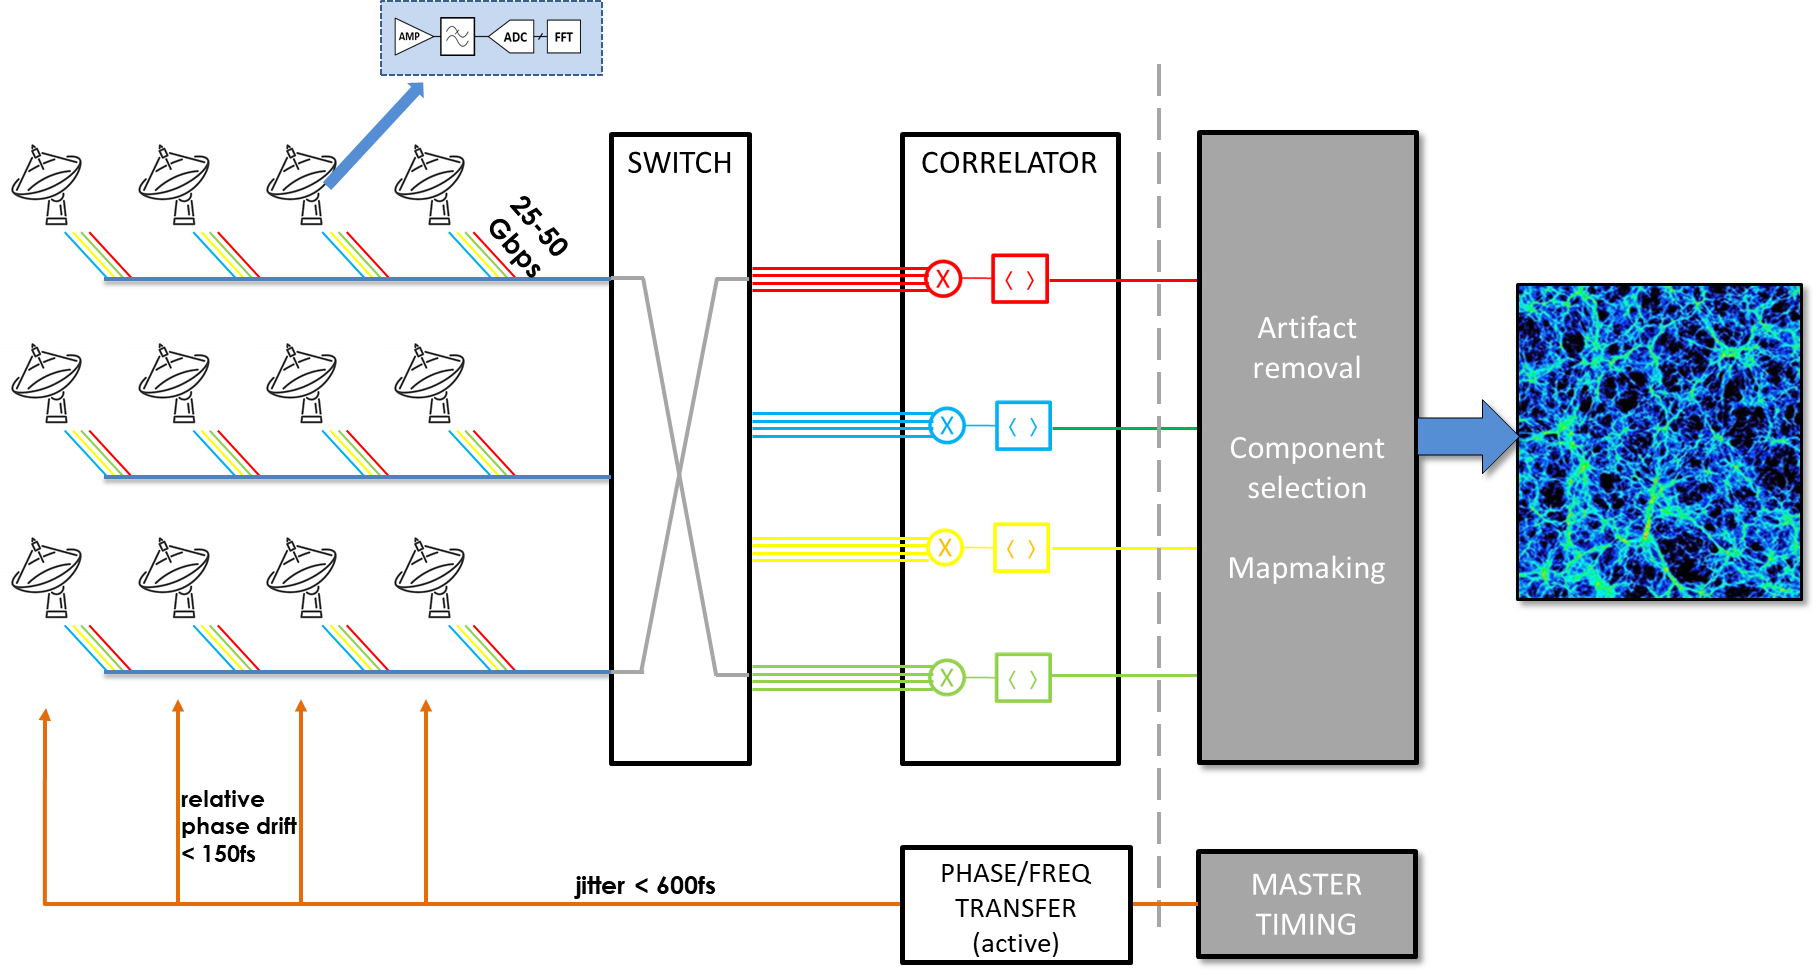 AMP
ADC
FFT
SWITCH
CORRELATOR
25-50
Gbps
X
⟨ ⟩
X
⟨ ⟩
X
⟨ ⟩
X
⟨ ⟩
Artifact
removal
Component
selection
Mapmaking
relative
phase drift
< 150fs
jitter < 600fs
PHASE/FREQ
TRANSFER
(active)
MASTER
TIMING